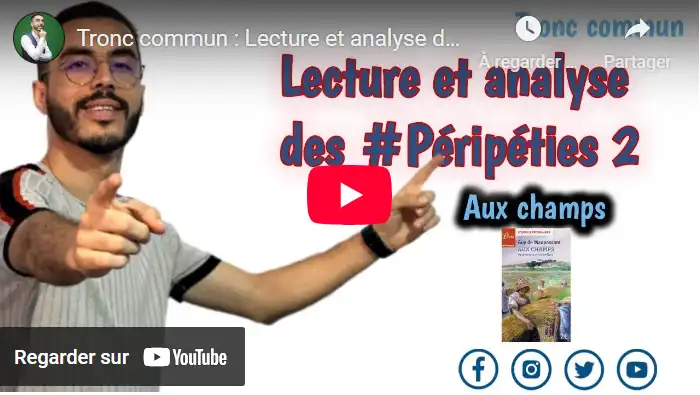 Tronc commun : Lecture et analyse d...
Tronc commun
À regarder ...
Partager
Lecture et analyse
des #Péripéties 2
Aux champs
Guy de Maupassant
AUX CHAMPS
Regarder sur YouTube